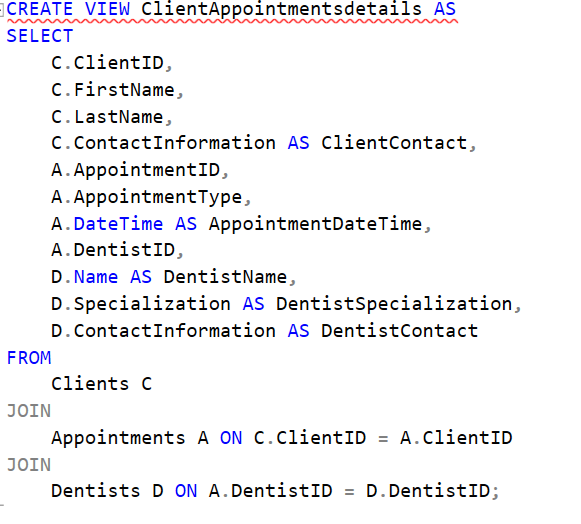 CREATE VIEW ClientAppointmentsdetails AS
SELECT
    C.ClientID,
    C.FirstName,
    C.LastName,
    C.ContactInformation AS ClientContact,
    A.AppointmentID,
    A.AppointmentType,
    A.DateTime AS AppointmentDateTime,
    A.DentistID,
    D.Name AS DentistName,
    D.Specialization AS DentistSpecialization,
    D.ContactInformation AS DentistContact
FROM
    Clients C
JOIN
    Appointments A ON C.ClientID = A.ClientID
JOIN
    Dentists D ON A.DentistID = D.DentistID;